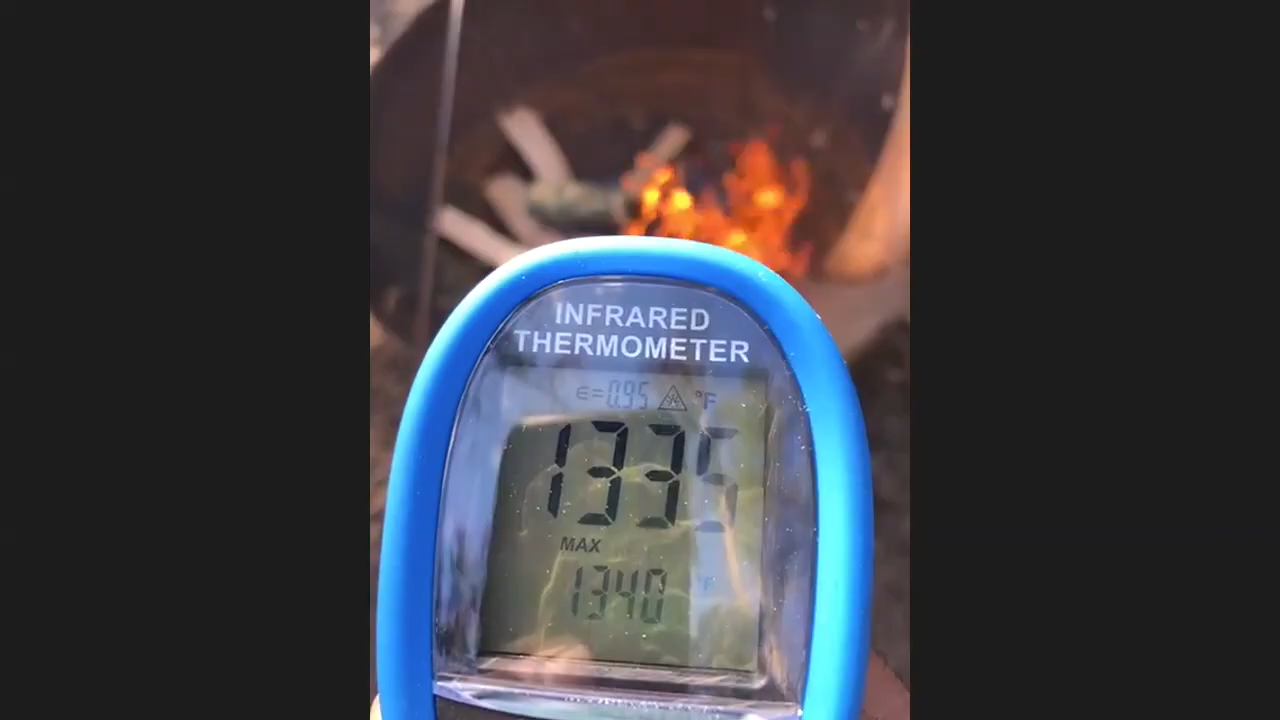 INFRARED
THERMOMETER
ε=0.95 °F
1335
MAX
1340 °F